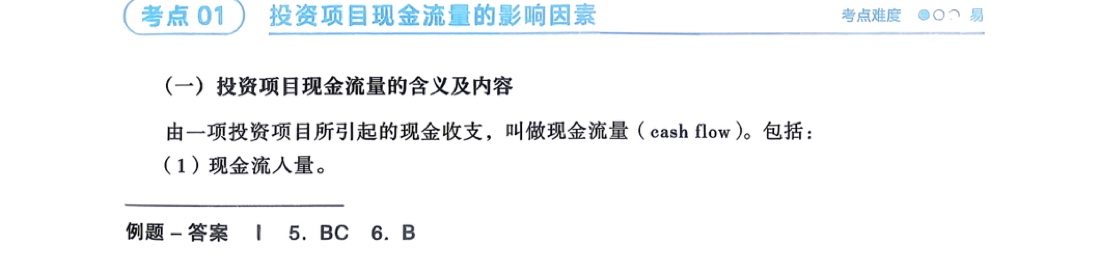 考点 01 投资项目现金流量的影响因素 考点难度 易
(一)投资项目现金流量的含义及内容
由一项投资项目所引起的现金收支,叫做现金流量(cash flow)。包括:
(1)现金流人量。
例题-答案 | 5. BC 6. B